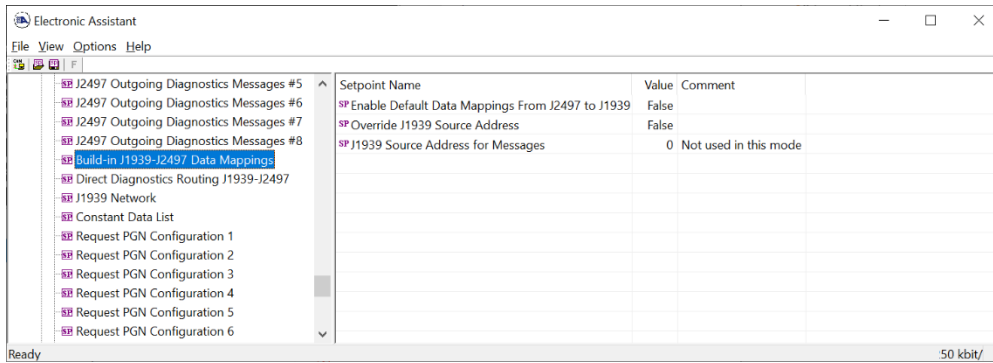 Electronic Assistant
File View Options Help
F
J2497 Outgoing Diagnostics Messages #5
J2497 Outgoing Diagnostics Messages #6
J2497 Outgoing Diagnostics Messages #7
J2497 Outgoing Diagnostics Messages #8
Build-in J1939-J2497 Data Mappings
Direct Diagnostics Routing J1939-J2497
J1939 Network
Constant Data List
Request PGN Configuration 1
Request PGN Configuration 2
Request PGN Configuration 3
Request PGN Configuration 4
Request PGN Configuration 5
Request PGN Configuration 6
Setpoint Name Value Comment
SP Enable Default Data Mappings From J2497 to J1939 False
SP Override J1939 Source Address False
SP J1939 Source Address for Messages 0 Not used in this mode
Ready 50 kbit/